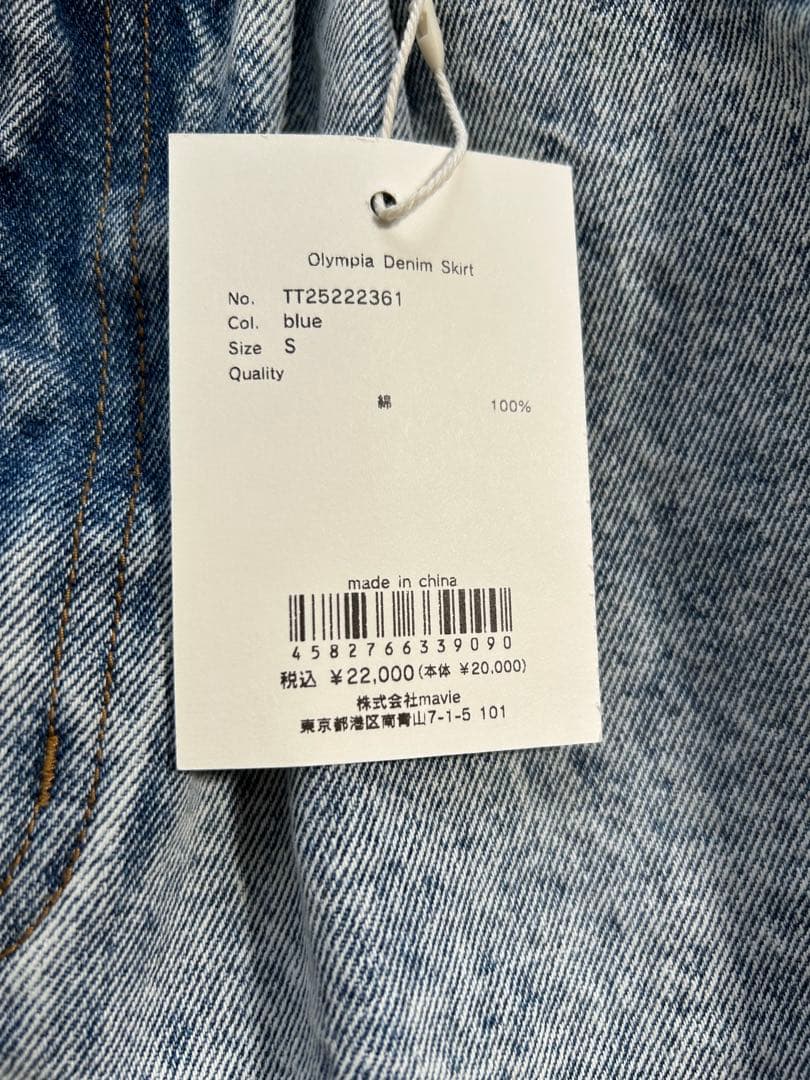 Olympia Denim Skirt
No. TT25222361
Col. blue
Size S
Quality
綿 100%
made in china
4582766339090
税込 ¥22,000(本体 ¥20,000)
株式会社mavie
東京都港区南青山7-1-5 101